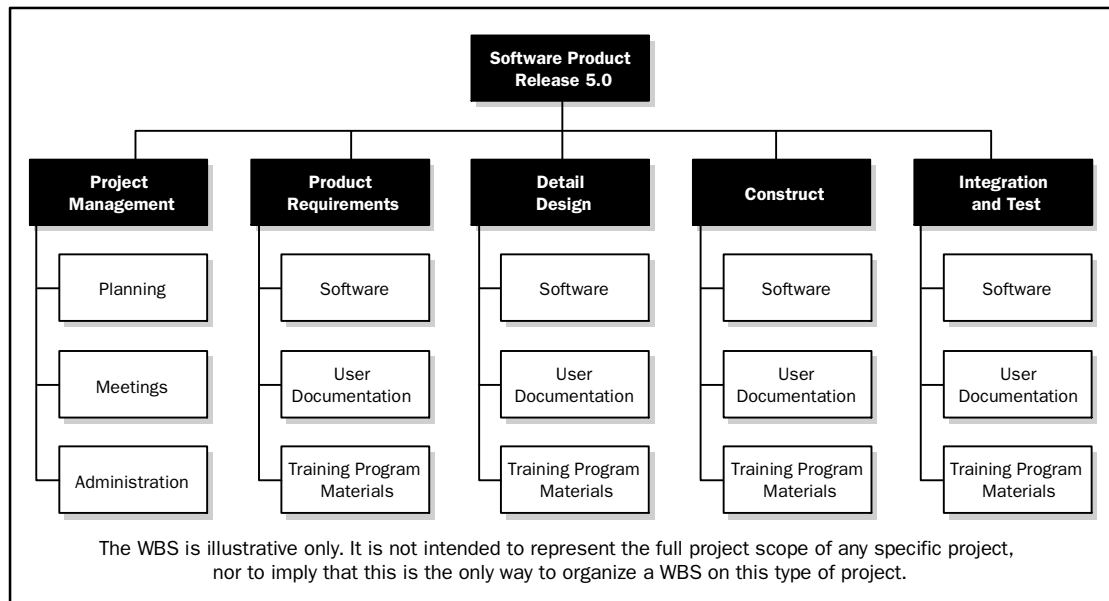 Software Product
Release 5.0
Project
Management
Product
Requirements
Detail
Design
Construct
Integration
and Test
Planning
Software
Software
Software
Software
Meetings
User
Documentation
User
Documentation
User
Documentation
User
Documentation
Administration
Training Program
Materials
Training Program
Materials
Training Program
Materials
Training Program
Materials
The WBS is illustrative only. It is not intended to represent the full project scope of any specific project,
nor to imply that this is the only way to organize a WBS on this type of project.